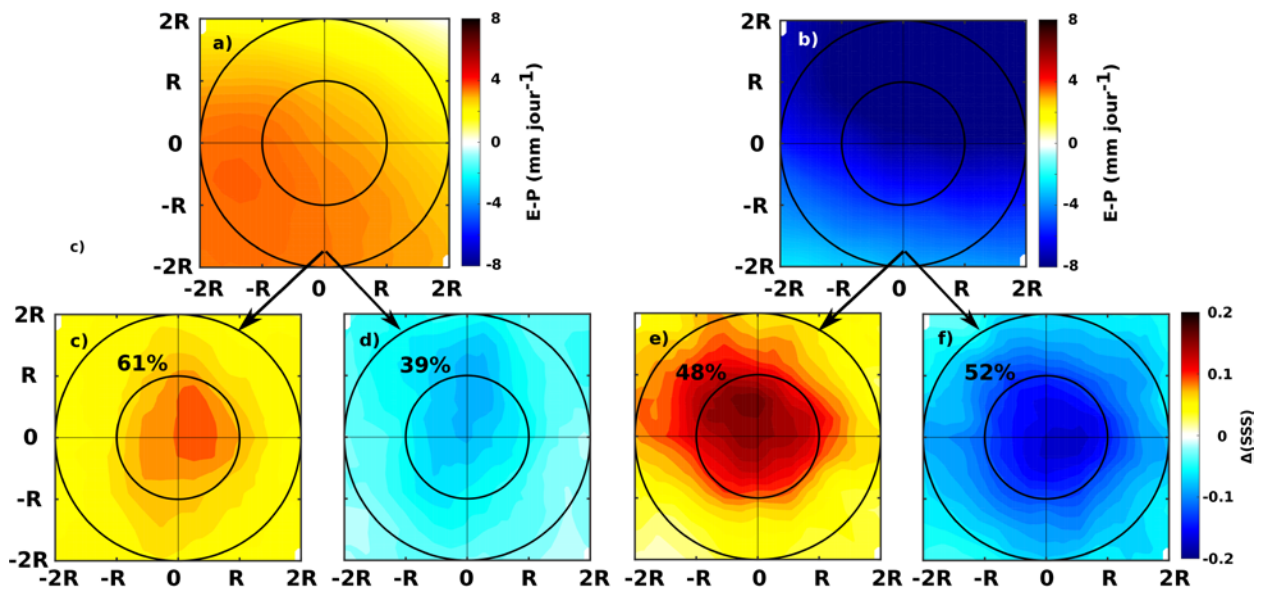 2R
R
0
-R
-2R
a)
-2R -R 0 R 2R
8
4
0
-4
-8
E-P (mm jour-1)
b)
-2R -R 0 R 2R
8
4
0
-4
-8
E-P (mm jour-1)
c)
2R
R
0
-R
-2R
c)
61%
-2R -R 0 R 2R
d)
39%
-2R -R 0 R 2R
e)
48%
-2R -R 0 R 2R
f)
52%
-2R -R 0 R 2R
0.2
0.1
0
-0.1
-0.2
Δ(SSS)